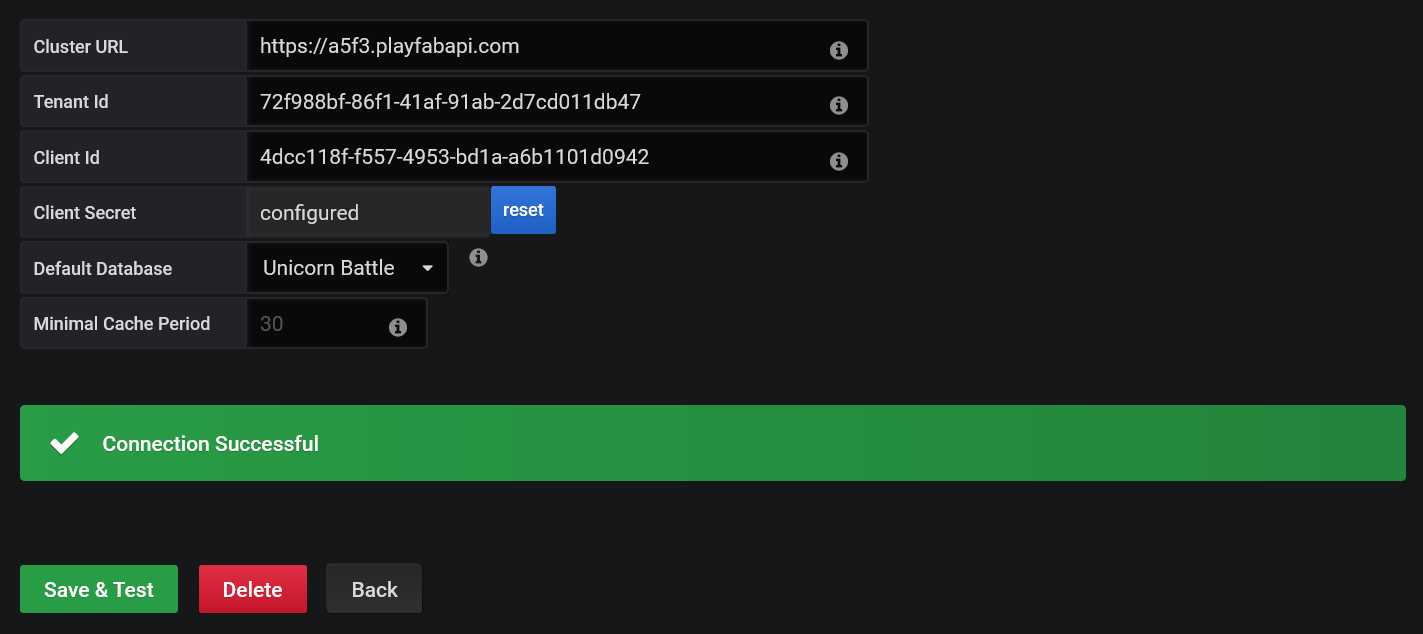 Cluster URL https://a5f3.playfabapi.com
Tenant Id 72f988bf-86f1-41af-91ab-2d7cd011db47
Client Id 4dcc118f-f557-4953-bd1a-a6b1101d0942
Client Secret configured reset
Default Database Unicorn Battle
Minimal Cache Period 30
Connection Successful
Save & Test Delete Back